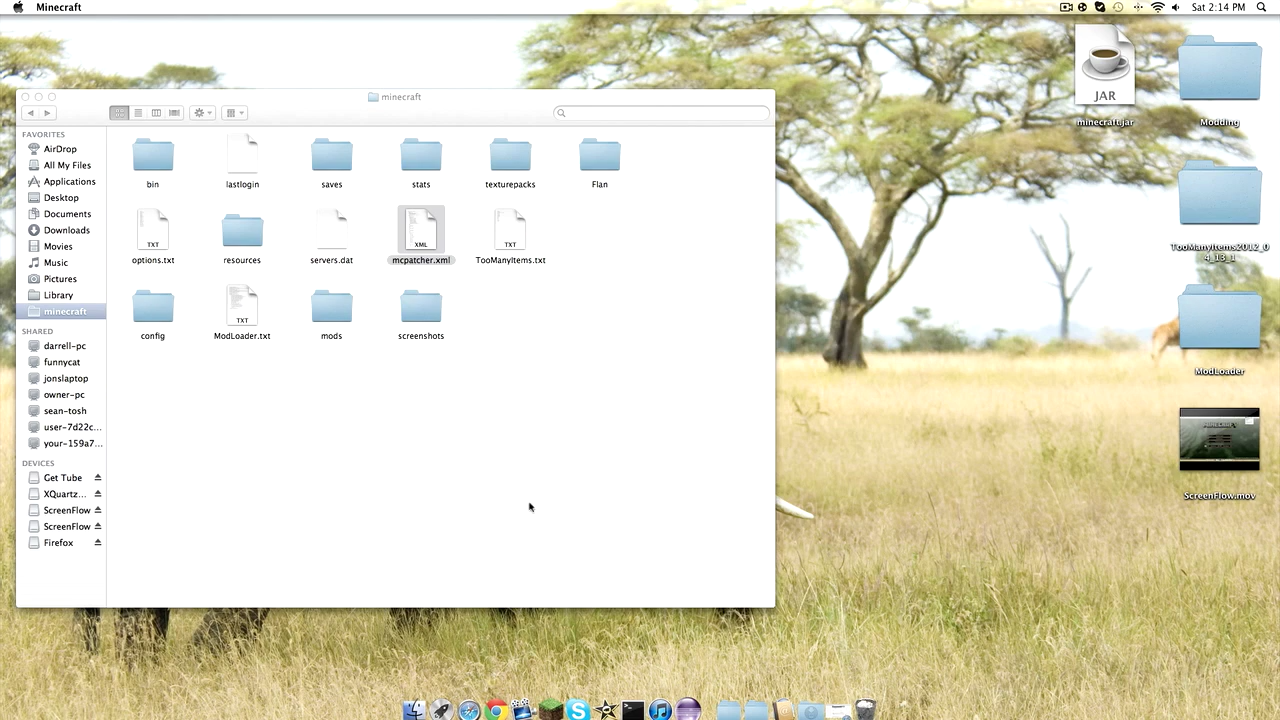 Minecraft
Sat 2:14 PM
minecraft
FAVORITES
AirDrop
All My Files
Applications
Desktop
Documents
Downloads
Movies
Music
Pictures
Library
minecraft
SHARED
darrell-pc
funnycat
jonslaptop
owner-pc
sean-tosh
user-7d22c...
your-159a7...
DEVICES
Get Tube
XQuartz...
ScreenFlow
ScreenFlow
Firefox
bin
lastlogin
saves
stats
texturepacks
Flan
TXT
XML
TXT
options.txt
resources
servers.dat
mcpatcher.xml
TooManyItems.txt
TXT
config
ModLoader.txt
mods
screenshots
JAR
minecraft.jar
Modding
TooManyItems2012_0
4_13_1
ModLoader
MINECRAFT
ScreenFlow.mov